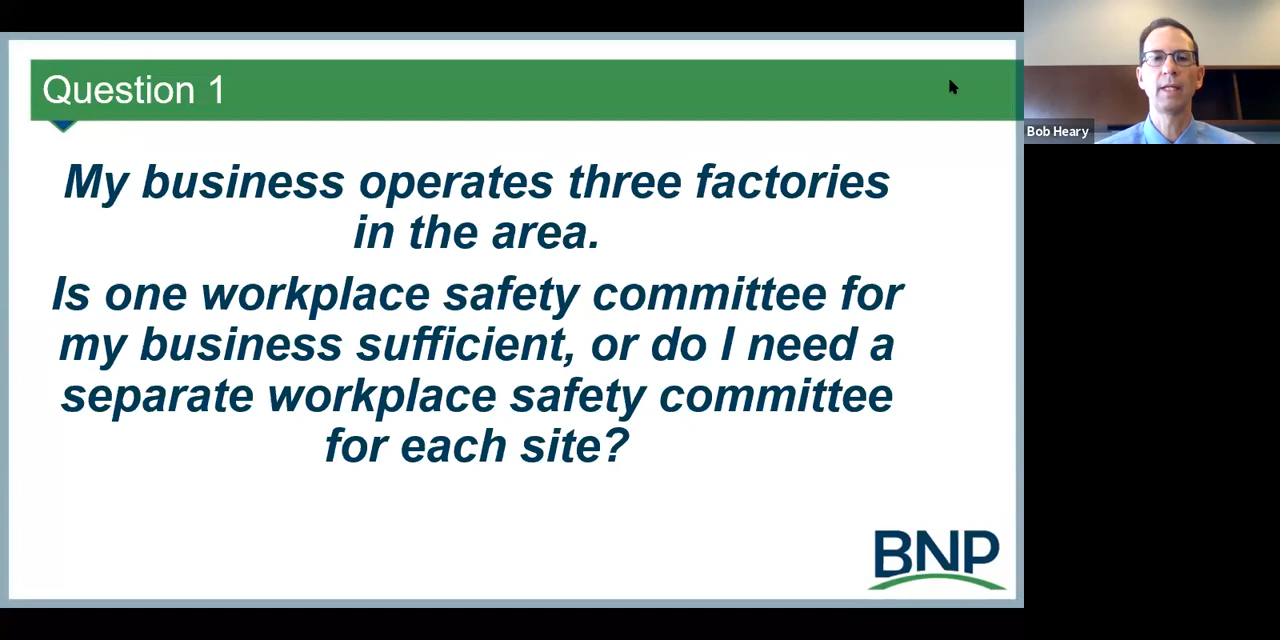 Question 1
My business operates three factories
in the area.
Is one workplace safety committee for
my business sufficient, or do I need a
separate workplace safety committee
for each site?
BNP
Bob Heary